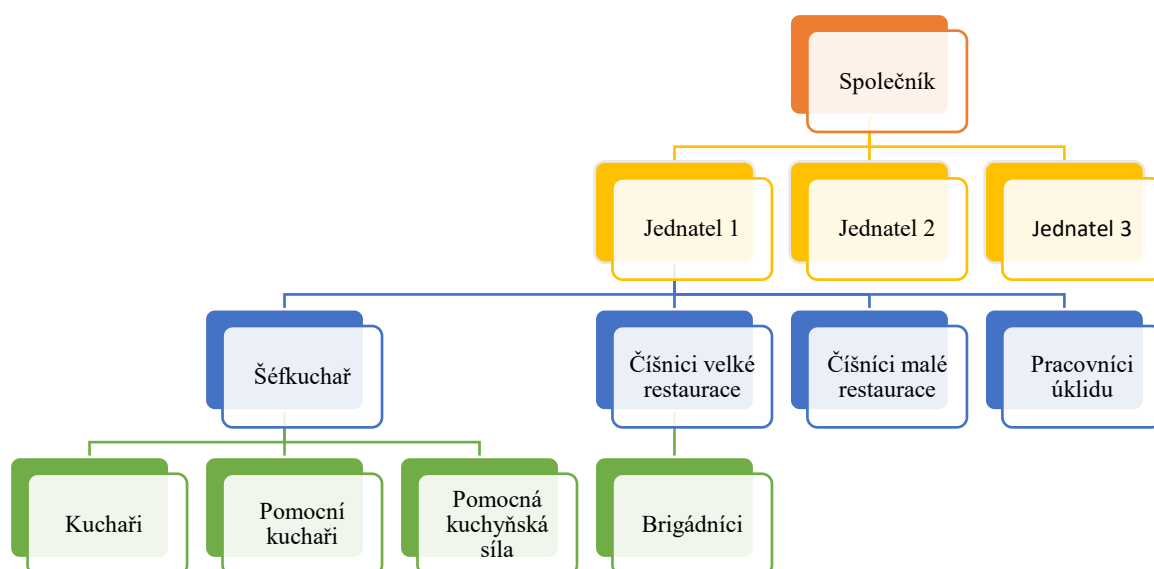 Společník
Jednatel 1
Jednatel 2
Jednatel 3
Šéfkuchař
Číšnici velké
restaurace
Číšníci malé
restaurace
Pracovníci
úklidu
Kuchaři
Pomocní
kuchaři
Pomocná
kuchyňská
síla
Brigádníci